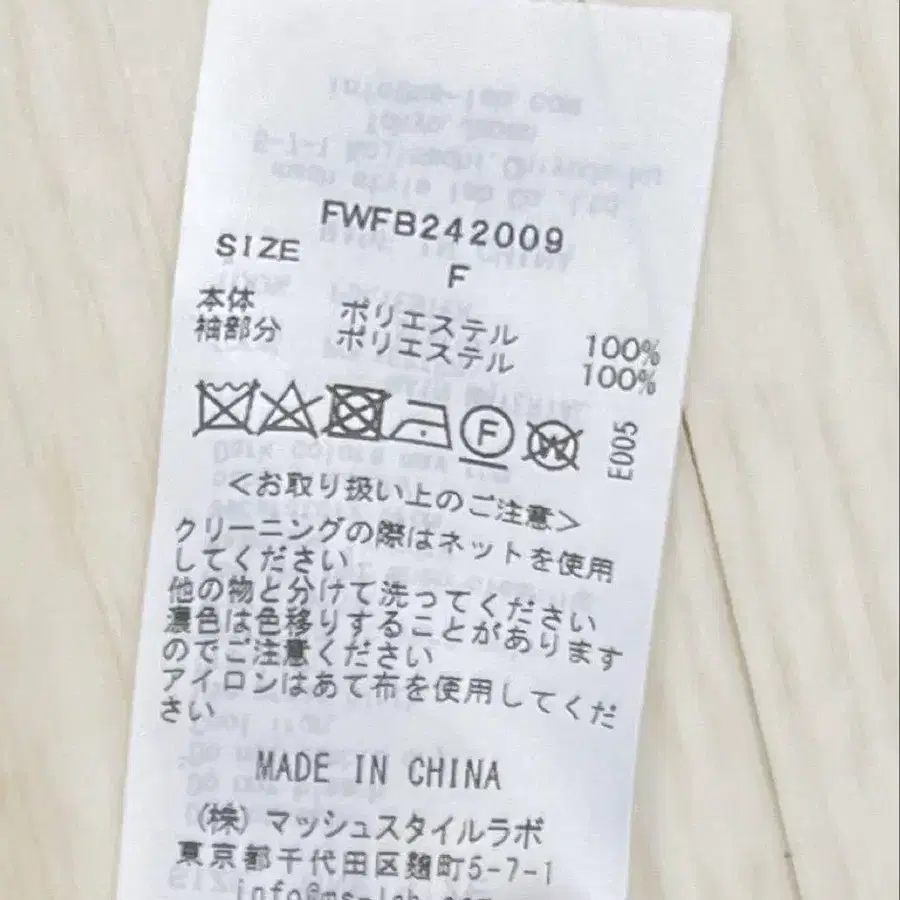 FWFB242009
SIZE F
本体 ポリエステル 100%
袖部分 ポリエステル 100%
F W E005
<お取り扱い上のご注意>
クリーニングの際はネットを使用
してください
他の物と分けて洗ってください
濃色は色移りすることがあります
のでご注意ください
アイロンはあて布を使用してくだ
さい
MADE IN CHINA
(株)マッシュスタイルラボ
東京都千代田区麹町5-7-1
info@ms-lab.com